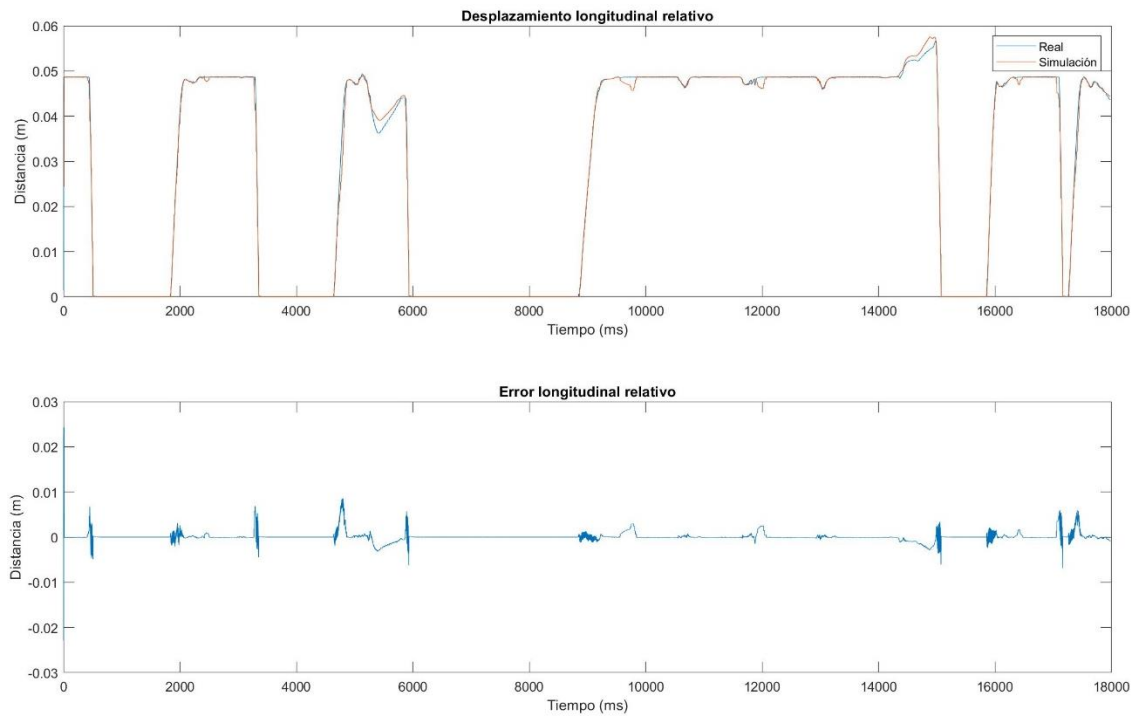 Desplazamiento longitudinal relativo
0.06
0.05
0.04
0.03
0.02
0.01
0
Distancia (m)
Real
Simulación
0 2000 4000 6000 8000 10000 12000 14000 16000 18000
Tiempo (ms)
Error longitudinal relativo
0.03
0.02
0.01
0
-0.01
-0.02
-0.03
Distancia (m)
0 2000 4000 6000 8000 10000 12000 14000 16000 18000
Tiempo (ms)